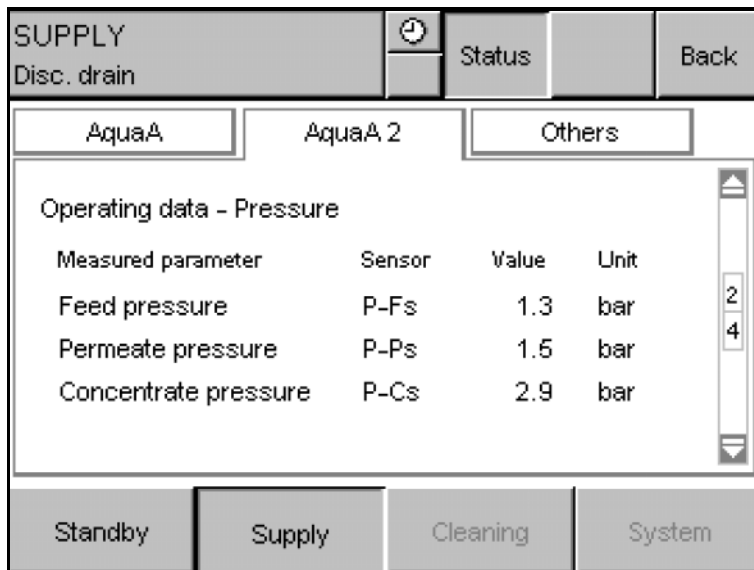 SUPPLY
Disc. drain
Status
Back
AquaA
AquaA 2
Others
Operating data - Pressure
Measured parameter Sensor Value Unit
Feed pressure P-Fs 1.3 bar
Permeate pressure P-Ps 1.5 bar
Concentrate pressure P-Cs 2.9 bar
2
4
Standby
Supply
Cleaning
System